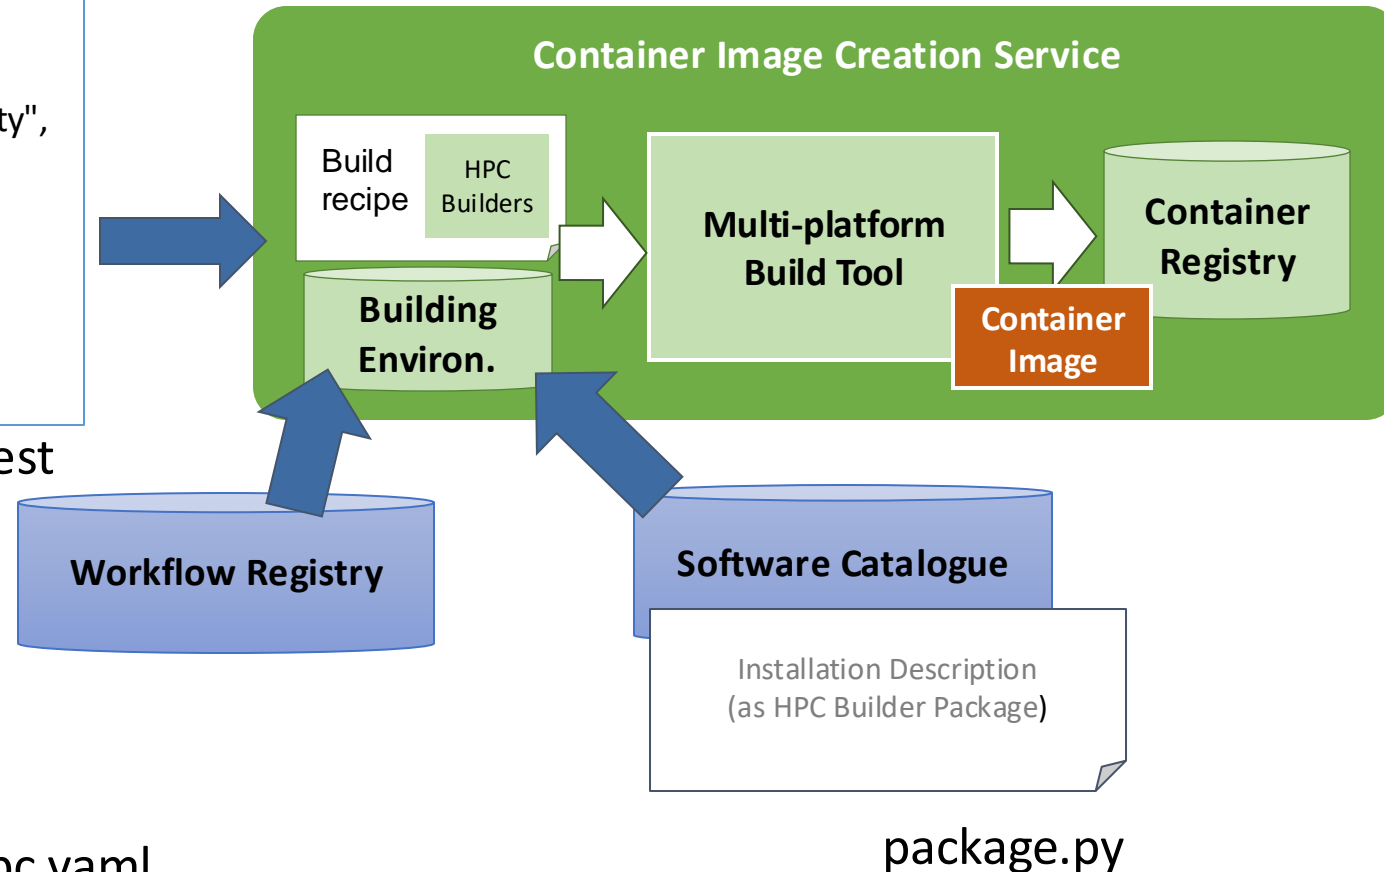 Container Image Creation Service
ty",
Build
recipe
HPC
Builders
Multi-platform
Build Tool
Container
Registry
Building
Environ.
Container
Image
est
Workflow Registry
Software Catalogue
Installation Description
(as HPC Builder Package)
package.py
yaml